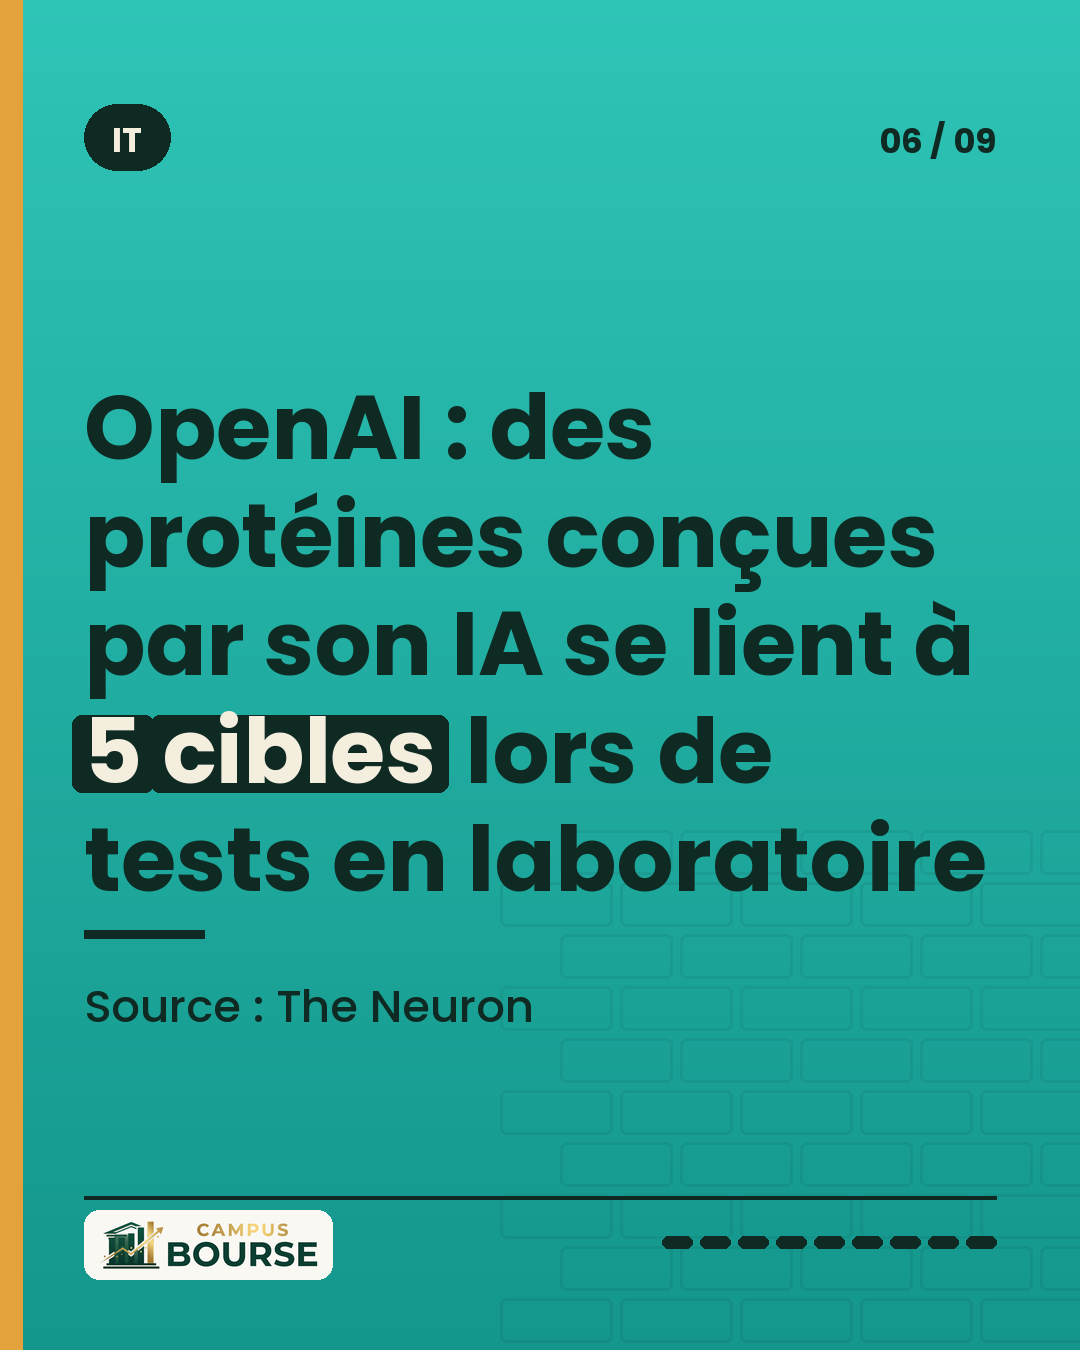 IT
06 / 09
OpenAI : des
protéines conçues
par son IA se lient à
5 cibles lors de
tests en laboratoire
Source : The Neuron
CAMPUS
BOURSE